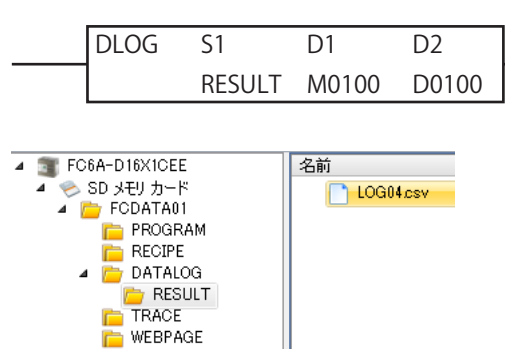 DLOG S1 D1 D2
RESULT M0100 D0100
FC6A-D16X1CEE
SD メモリ カード
FCDATA01
PROGRAM
RECIPE
DATALOG
RESULT
TRACE
WEBPAGE
名前
LOG04.csv